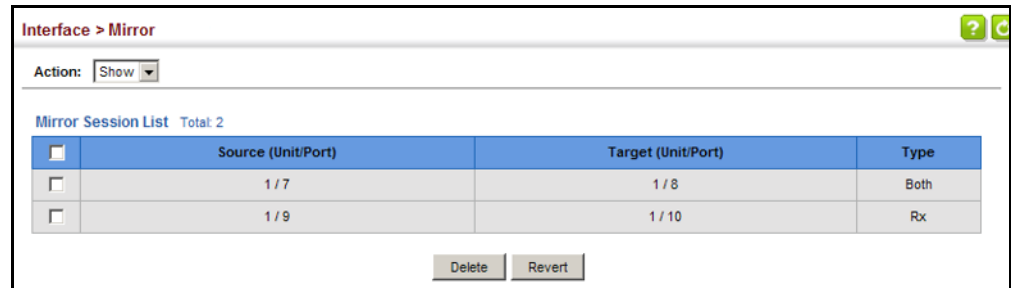 Interface > Mirror
?
Action: Show
Mirror Session List Total: 2
Source (Unit/Port) Target (Unit/Port) Type
1 / 7 1 / 8 Both
1 / 9 1 / 10 Rx
Delete Revert